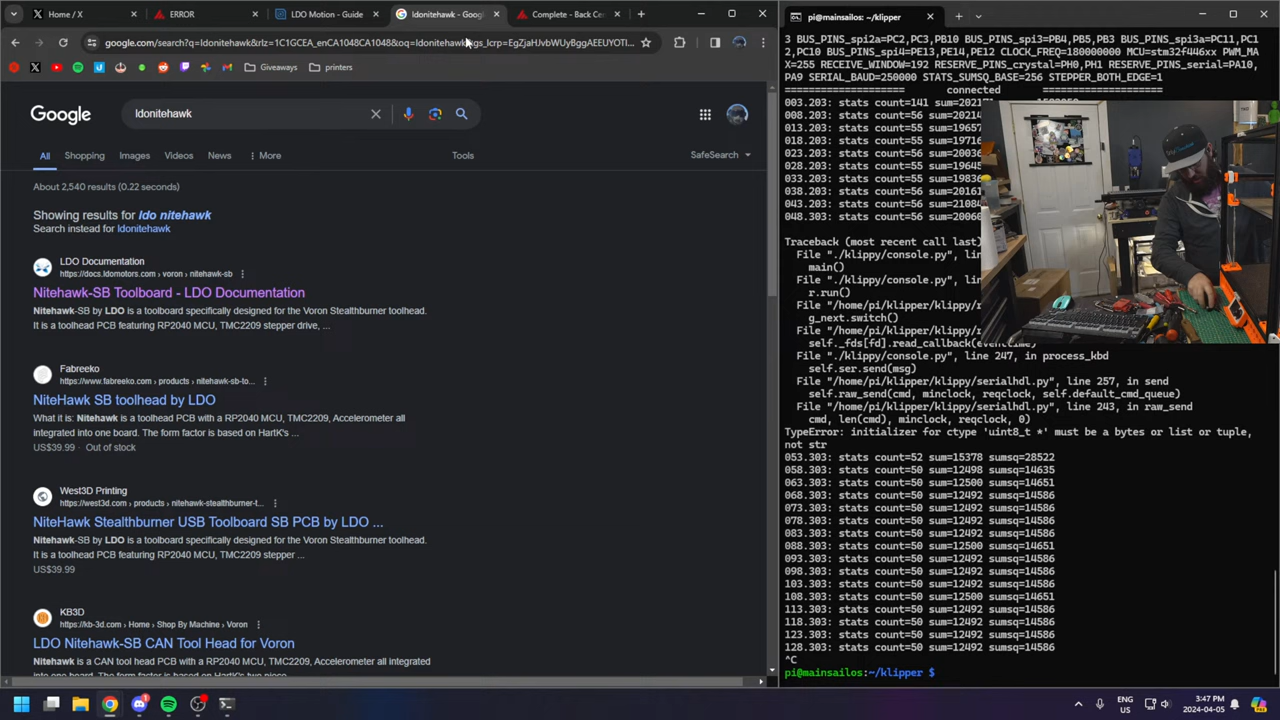 Home / X
ERROR
LDO Motion - Guide
ldonitehawk - Goog
Complete - Back Ce
google.com/search?q=ldonitehawk&rlz=1C1GCEA_enCA1048CA1048&oq=ldonitehawk
Giveaways
printers
Google
ldonitehawk
All
Shopping
Images
Videos
News
More
Tools
SafeSearch
About 2,540 results (0.22 seconds)
Showing results for ldo nitehawk
Search instead for ldonitehawk
LDO Documentation
https://docs.ldomotors.com › voron › nitehawk-sb
Nitehawk-SB Toolboard - LDO Documentation
Nitehawk-SB by LDO is a toolboard specifically designed for the Voron Stealthburner toolhead.
It is a toolhead PCB featuring RP2040 MCU, TMC2209 stepper drive, ...
Fabreeko
https://www.fabreeko.com › products › nitehawk-sb-to...
NiteHawk SB toolhead by LDO
What it is: Nitehawk is a toolhead PCB with a RP2040 MCU, TMC2209, Accelerometer all
integrated into one board. The form factor is based on HartK's ...
US$39.99 · Out of stock
West3D Printing
https://west3d.com › products › nitehawk-stealthburner-t...
NiteHawk Stealthburner USB Toolboard SB PCB by LDO ...
Nitehawk-SB by LDO is a toolboard specifically designed for the Voron Stealthburner toolhead.
It is a toolhead PCB featuring RP2040 MCU, TMC2209 stepper ...
US$39.99
KB3D
https://kb-3d.com › Home › Shop By Machine › Voron
LDO Nitehawk-SB CAN Tool Head for Voron
Nitehawk is a CAN tool head PCB with a RP2040 MCU, TMC2209, Accelerometer all integrated
pi@mainsailos: ~/klipper
3 BUS_PINS_spi2a=PC2,PC3,PB10 BUS_PINS_spi3=PB4,PB5,PB3 BUS_PINS_spi3a=PC11,PC1
2,PC10 BUS_PINS_spi4=PE13,PE14,PE12 CLOCK_FREQ=180000000 MCU=stm32f446xx PWM_MA
X=255 RECEIVE_WINDOW=192 RESERVE_PINS_crystal=PH0,PH1 RESERVE_PINS_serial=PA10,
PA9 SERIAL_BAUD=250000 STATS_SUMSQ_BASE=256 STEPPER_BOTH_EDGE=1
==================== connected ====================
003.203: stats count=141 sum=
008.203: stats count=56 sum=
013.203: stats count=55 sum=
018.203: stats count=55 sum=
023.203: stats count=56 sum=
028.203: stats count=55 sum=
033.203: stats count=55 sum=
038.203: stats count=56 sum=
043.203: stats count=56 sum=
048.303: stats count=56 sum=
Traceback (most recent call last)
File "./klippy/console.py", lin
main()
File "./klippy/console.py", lin
r.run()
File "/home/pi/klipper/klippy/r
g_next.switch()
File "/home/pi/klipper/klippy/r
self._fds[fd].read_callback(eventtime)
File "./klippy/console.py", line 247, in process_kbd
self.ser.send(msg)
File "/home/pi/klipper/klippy/serialhdl.py", line 257, in send
self.raw_send(cmd, minclock, reqclock, self.default_cmd_queue)
File "/home/pi/klipper/klippy/serialhdl.py", line 243, in raw_send
cmd, len(cmd), minclock, reqclock, 0)
TypeError: initializer for ctype 'uint8_t *' must be a bytes or list or tuple,
not str
053.303: stats count=52 sum=15378 sumsq=28522
058.303: stats count=50 sum=12498 sumsq=14635
063.303: stats count=50 sum=12500 sumsq=14651
068.303: stats count=50 sum=12492 sumsq=14586
073.303: stats count=50 sum=12492 sumsq=14586
078.303: stats count=50 sum=12492 sumsq=14586
083.303: stats count=50 sum=12492 sumsq=14586
088.303: stats count=50 sum=12500 sumsq=14651
093.303: stats count=50 sum=12492 sumsq=14586
098.303: stats count=50 sum=12492 sumsq=14586
103.303: stats count=50 sum=12492 sumsq=14586
108.303: stats count=50 sum=12500 sumsq=14651
113.303: stats count=50 sum=12492 sumsq=14586
118.303: stats count=50 sum=12492 sumsq=14586
123.303: stats count=50 sum=12492 sumsq=14586
128.303: stats count=50 sum=12492 sumsq=14586
^C
pi@mainsailos:~/klipper $
ENG
US
3:47 PM
2024-04-05